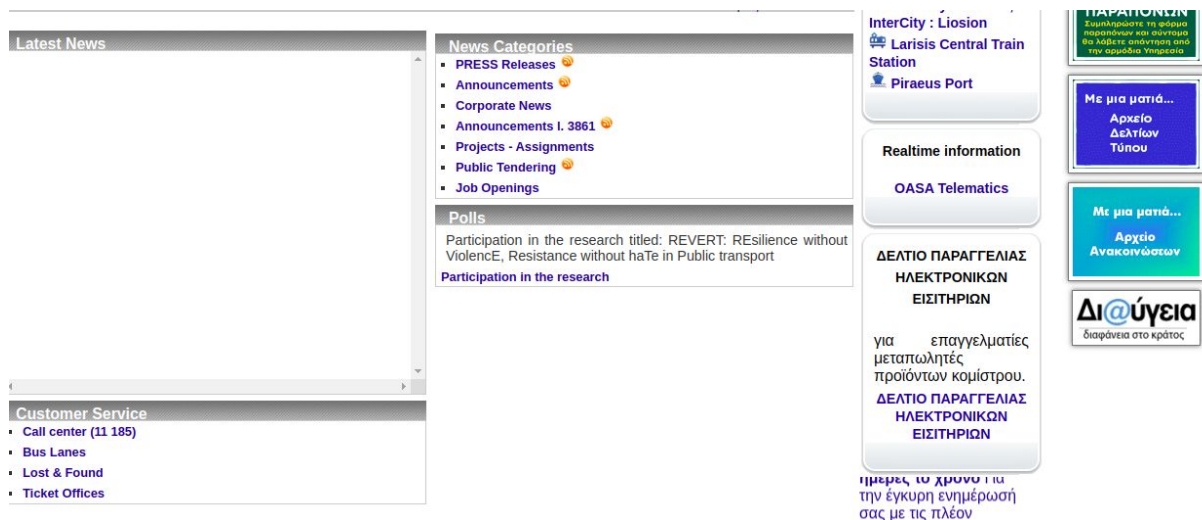 Latest News
Customer Service
Call center (11 185)
Bus Lanes
Lost & Found
Ticket Offices
News Categories
PRESS Releases
Announcements
Corporate News
Announcements l. 3861
Projects - Assignments
Public Tendering
Job Openings
Polls
Participation in the research titled: REVERT: REsilience without
ViolencE, Resistance without haTe in Public transport
Participation in the research
InterCity : Liosion
Larisis Central Train
Station
Piraeus Port
Realtime information
OASA Telematics
ΔΕΛΤΙΟ ΠΑΡΑΓΓΕΛΙΑΣ
ΗΛΕΚΤΡΟΝΙΚΩΝ
ΕΙΣΙΤΗΡΙΩΝ
για επαγγελματίες
μεταπωλητές
προϊόντων κομίστρου.
ΔΕΛΤΙΟ ΠΑΡΑΓΓΕΛΙΑΣ
ΗΛΕΚΤΡΟΝΙΚΩΝ
ΕΙΣΙΤΗΡΙΩΝ
ημέρες το χρόνο Για
την έγκυρη ενημέρωσή
σας με τις πλέον
ΠΑΡΑΠΟΝΩΝ
Συμπληρώστε τη φόρμα
παραπόνων και σύντομα
θα λάβετε απάντηση από
την αρμόδια Υπηρεσία
Με μια ματιά...
Αρχείο
Δελτίων
Τύπου
Με μια ματιά...
Αρχείο
Ανακοινώσεων
Δι@ύγεια
διαφάνεια στο κράτος